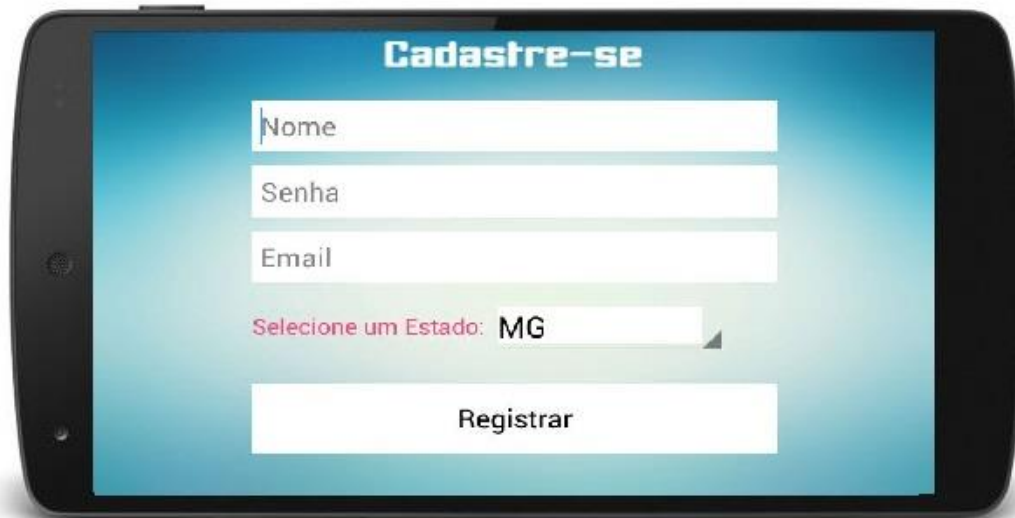 Cadastre-se
Nome
Senha
Email
Selecione um Estado: MG
Registrar